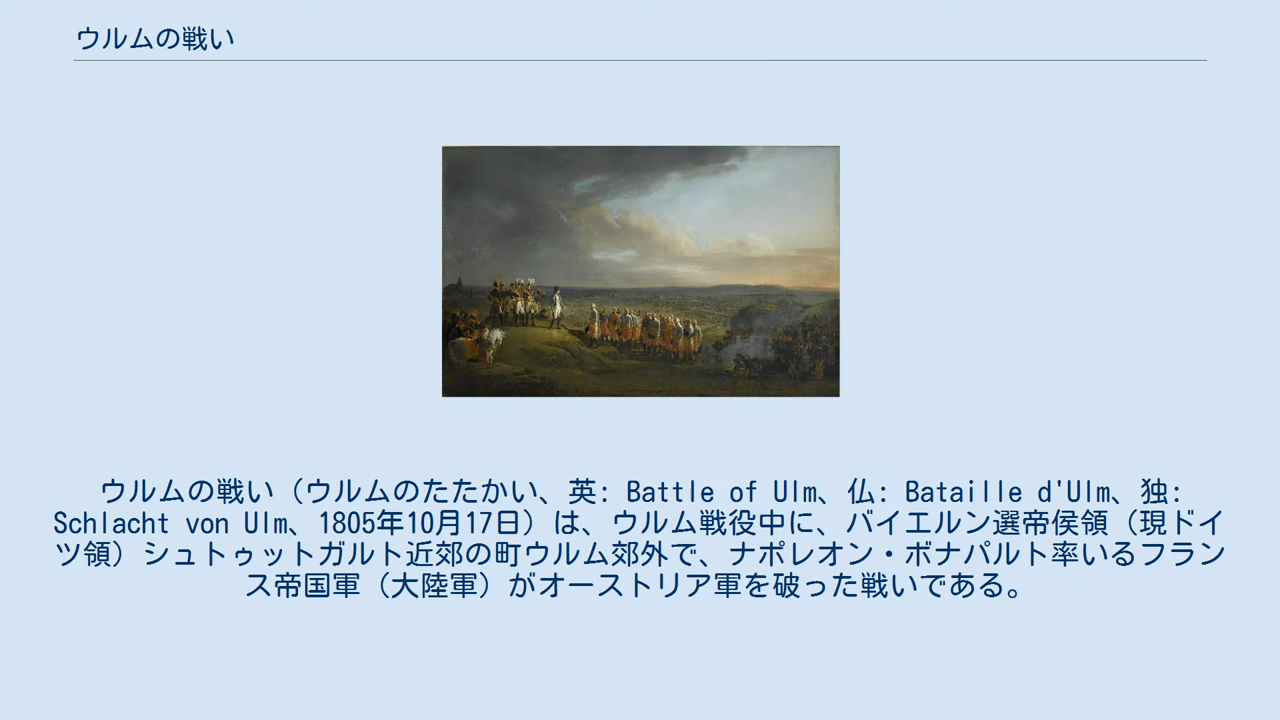 ウルムの戦い
ウルムの戦い（ウルムのたたかい、英: Battle of Ulm、仏: Bataille d'Ulm、独:
Schlacht von Ulm、1805年10月17日）は、ウルム戦役中に、バイエルン選帝侯領（現ドイ
ツ領）シュトゥットガルト近郊の町ウルム郊外で、ナポレオン・ボナパルト率いるフラン
ス帝国軍（大陸軍）がオーストリア軍を破った戦いである。